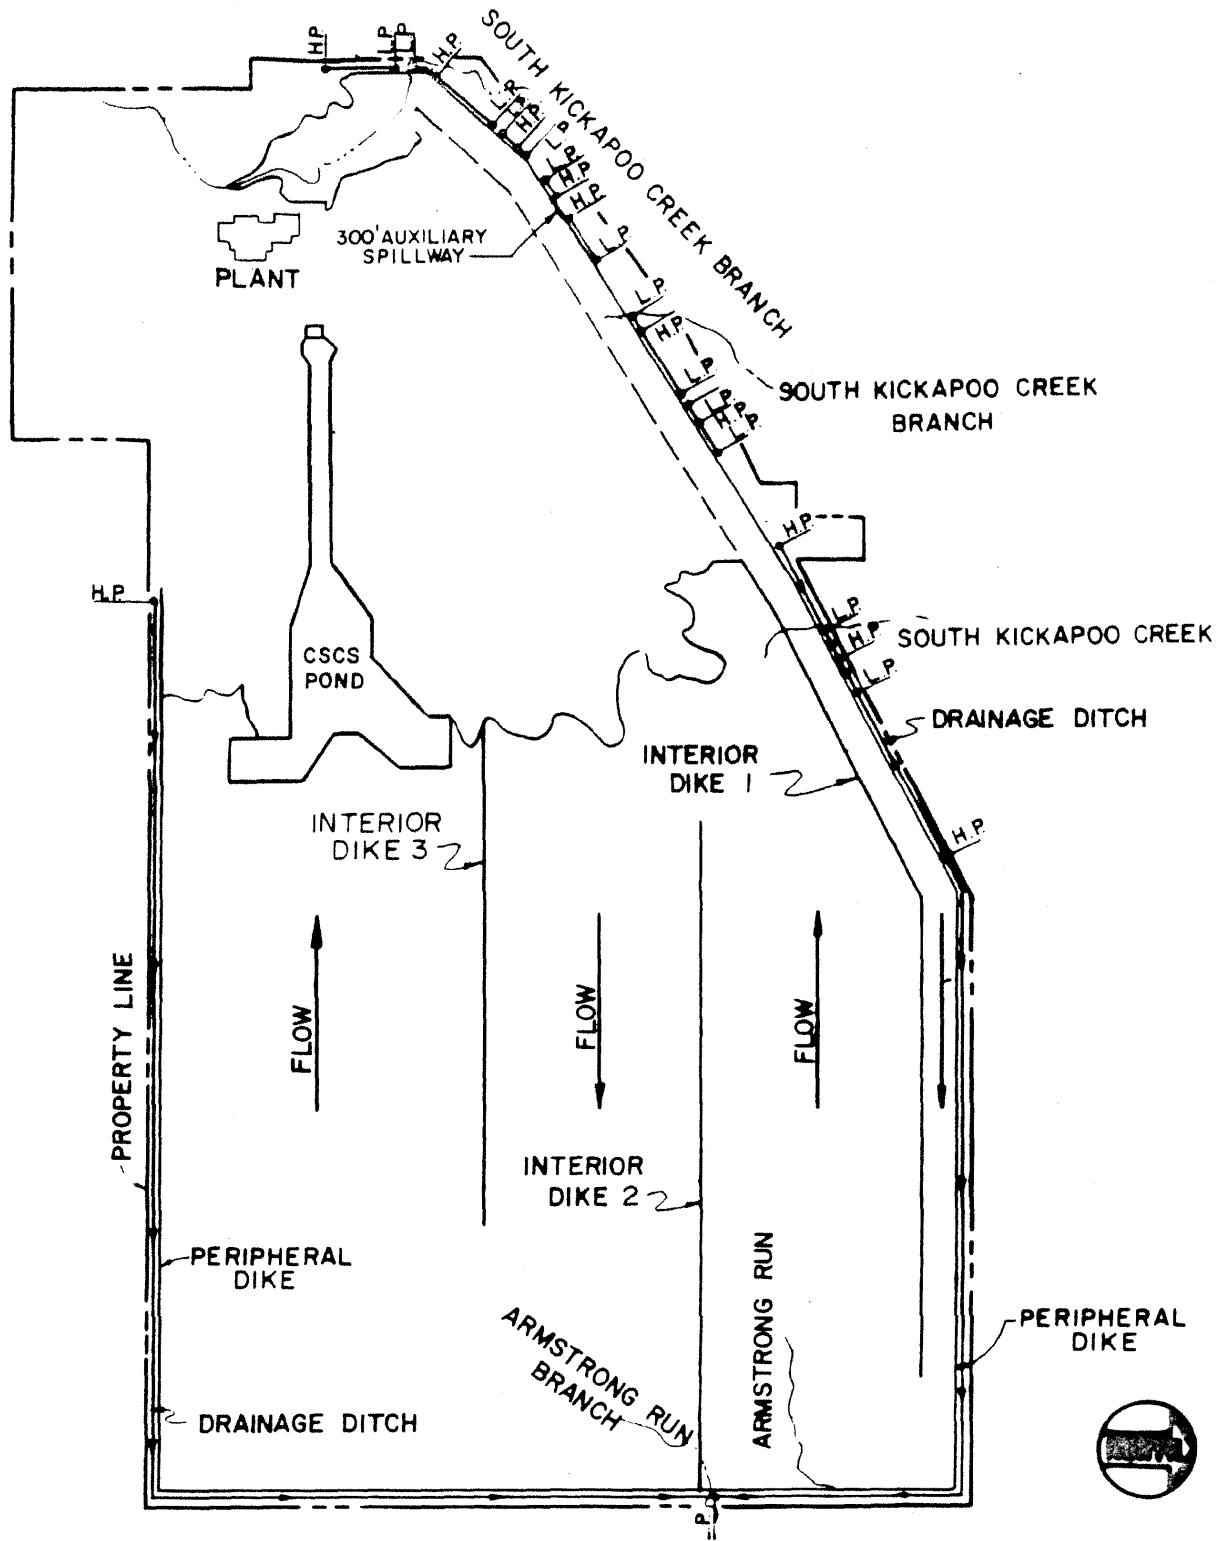 H.P.
L.P.
H.P.
SOUTH KICKAPOO CREEK BRANCH
L.P.
H.P.
L.P.
L.P.
H.P.
H.P.
L.P.
300' AUXILIARY
SPILLWAY
PLANT
L.P.
H.P.
L.P.
L.P.
H.P.
L.P.
SOUTH KICKAPOO CREEK
BRANCH
H.P.
H.P.
L.P.
SOUTH KICKAPOO CREEK
H.P.
L.P.
CSCS
POND
DRAINAGE DITCH
INTERIOR
DIKE 1
INTERIOR
DIKE 3
H.P.
FLOW
FLOW
FLOW
PROPERTY LINE
INTERIOR
DIKE 2
PERIPHERAL
DIKE
ARMSTRONG RUN
BRANCH
ARMSTRONG RUN
PERIPHERAL
DIKE
DRAINAGE DITCH